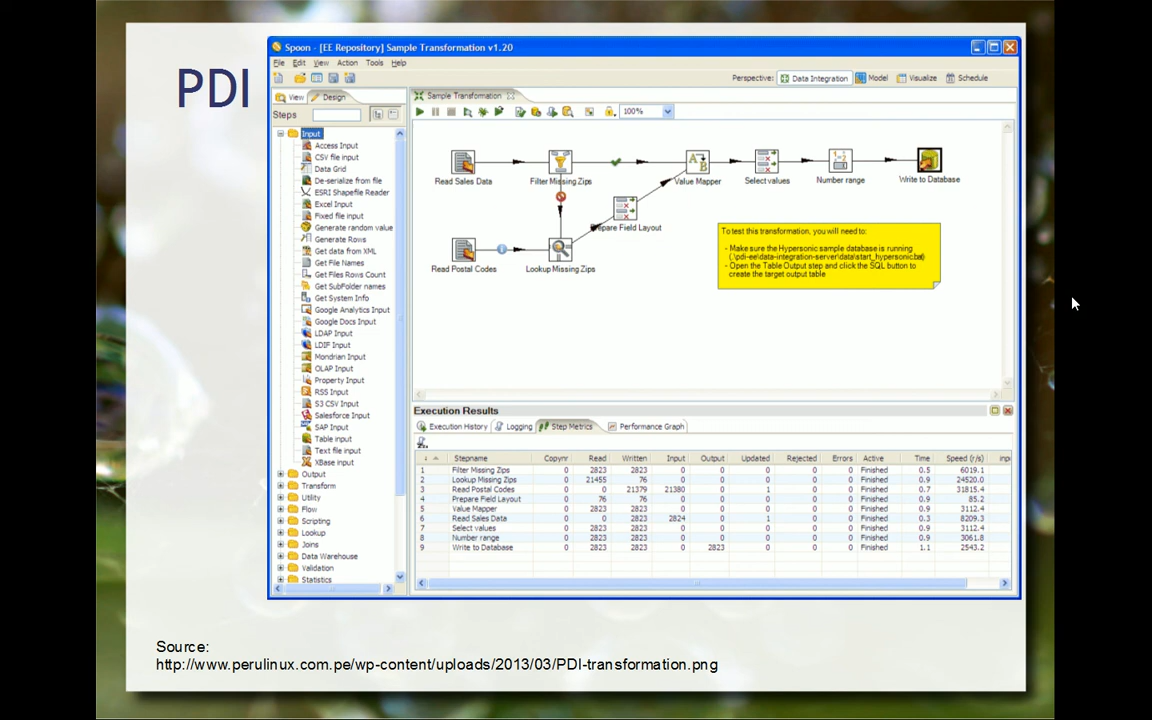 PDI
Spoon - [EE Repository] Sample Transformation v1.20
File Edit View Action Tools Help
Perspective: Data Integration Model Visualize Schedule
View Design
Steps
Input
Access Input
CSV file input
Data Grid
De-serialize from file
ESRI Shapefile Reader
Excel Input
Fixed file input
Generate random value
Generate Rows
Get data from XML
Get File Names
Get Files Rows Count
Get SubFolder names
Get System Info
Google Analytics Input
Google Docs Input
LDAP Input
LDIF Input
Mondrian Input
OLAP Input
Property Input
RSS Input
S3 CSV Input
Salesforce Input
SAP Input
Table input
Text file input
XBase input
Output
Transform
Utility
Flow
Scripting
Lookup
Joins
Data Warehouse
Validation
Statistics
Sample Transformation
100%
Read Sales Data Filter Missing Zips Value Mapper Select values Number range Write to Database
Prepare Field Layout
Read Postal Codes Lookup Missing Zips
To test this transformation, you will need to:
- Make sure the Hypersonic sample database is running
(.\pdi-ee\data-integration-server\data\start_hypersonic.bat)
- Open the Table Output step and click the SQL button to
create the target output table
Execution Results
Execution History Logging Step Metrics Performance Graph
Stepname Copynr Read Written Input Output Updated Rejected Errors Active Time Speed (r/s) inpu
1 Filter Missing Zips 0 2823 2823 0 0 0 0 0 Finished 0.5 6019.1
2 Lookup Missing Zips 0 21455 76 0 0 0 0 0 Finished 0.9 24520.0
3 Read Postal Codes 0 0 21379 21380 0 1 0 0 Finished 0.7 31815.4
4 Prepare Field Layout 0 76 76 0 0 0 0 0 Finished 0.9 85.2
5 Value Mapper 0 2823 2823 0 0 0 0 0 Finished 0.9 3112.4
6 Read Sales Data 0 0 2823 2824 0 1 0 0 Finished 0.3 8209.3
7 Select values 0 2823 2823 0 0 0 0 0 Finished 0.9 3112.4
8 Number range 0 2823 2823 0 0 0 0 0 Finished 0.9 3061.8
9 Write to Database 0 2823 2823 0 2823 0 0 0 Finished 1.1 2543.2
Source:
http://www.perulinux.com.pe/wp-content/uploads/2013/03/PDI-transformation.png